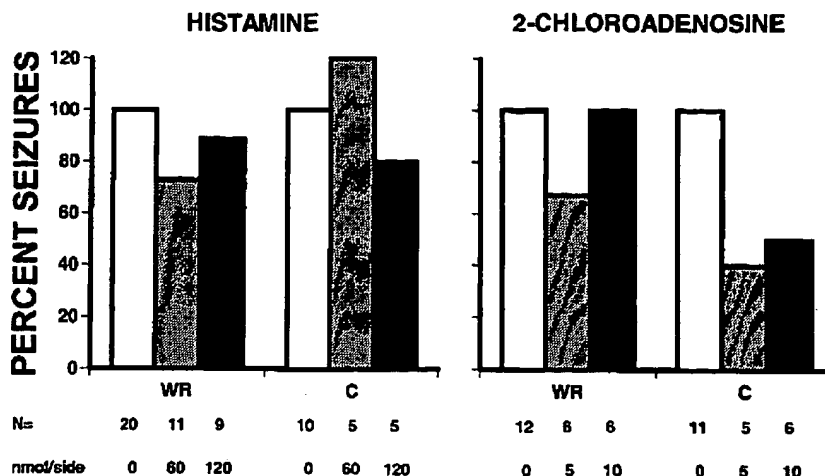 HISTAMINE
2-CHLOROADENOSINE
PERCENT SEIZURES
120
100
80
60
40
20
0
WR C
WR C
N= 20 11 9 10 5 5 12 6 6 11 5 6
nmol/side 0 60 120 0 60 120 0 5 10 0 5 10